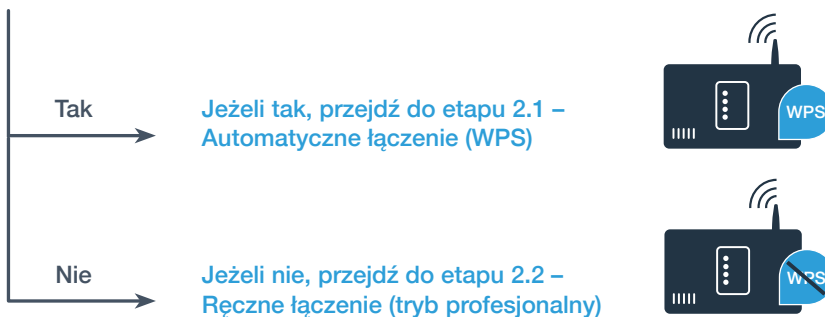 Tak
Jeżeli tak, przejdź do etapu 2.1 –
Automatyczne łączenie (WPS)
WPS
Nie
Jeżeli nie, przejdź do etapu 2.2 –
Ręczne łączenie (tryb profesjonalny)
WPS